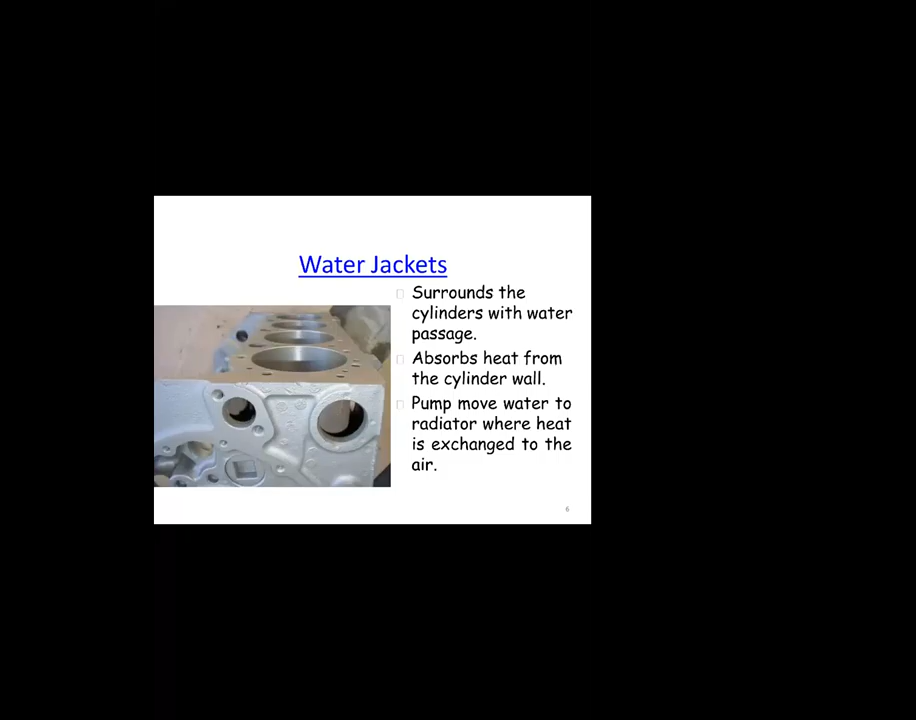 Water Jackets
Surrounds the
cylinders with water
passage.
Absorbs heat from
the cylinder wall.
Pump move water to
radiator where heat
is exchanged to the
air.
6